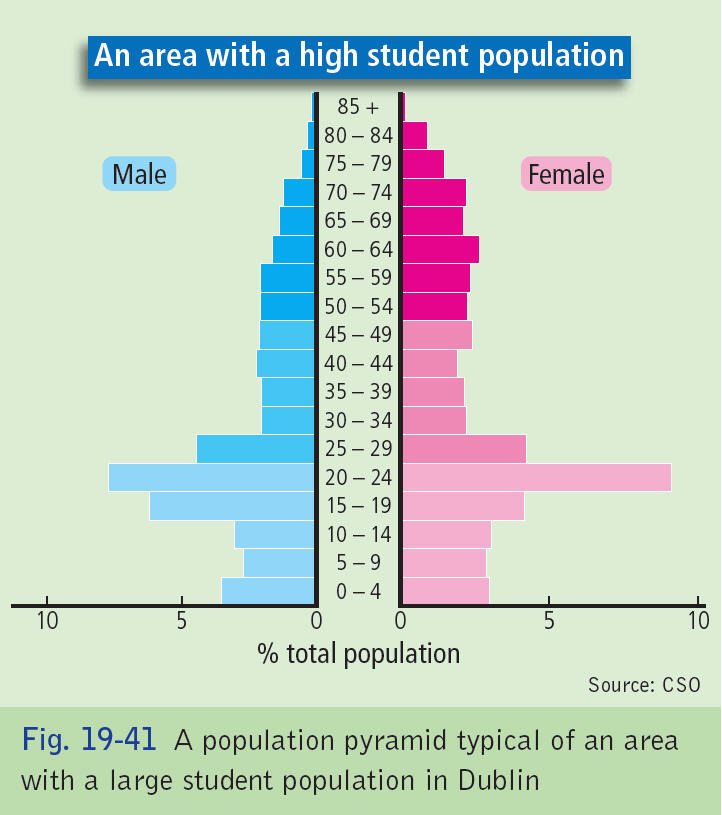 An area with a high student population
85 +
80 – 84
75 – 79
Male
Female
70 – 74
65 – 69
60 – 64
55 – 59
50 – 54
45 – 49
40 – 44
35 – 39
30 – 34
25 – 29
20 – 24
15 – 19
10 – 14
5 – 9
0 – 4
10 5 0 0 5 10
% total population
Source: CSO
Fig. 19-41 A population pyramid typical of an area
with a large student population in Dublin